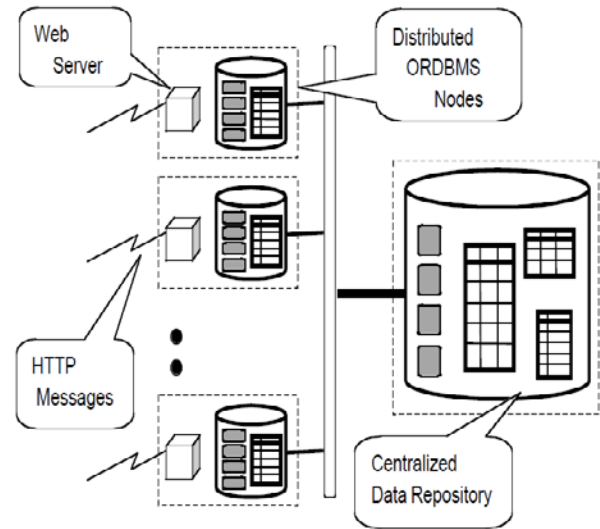 Web
Server
Distributed
ORDBMS
Nodes
HTTP
Messages
Centralized
Data Repository